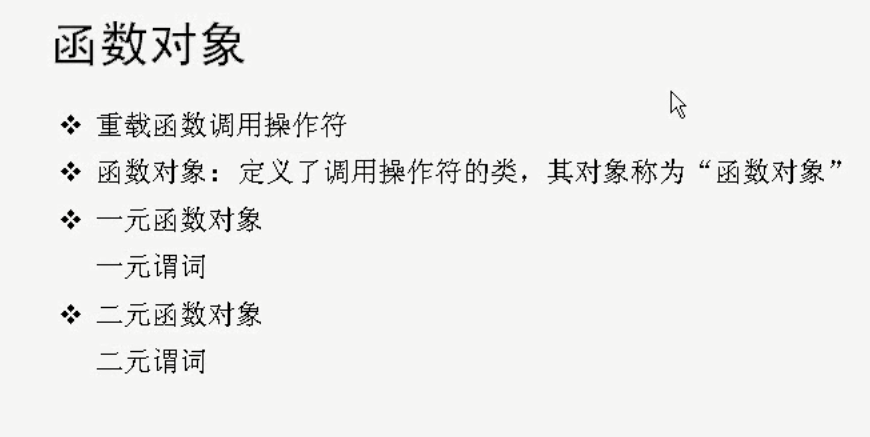 函数对象
❖ 重载函数调用操作符
❖ 函数对象：定义了调用操作符的类，其对象称为“函数对象”
❖ 一元函数对象
一元谓词
❖ 二元函数对象
二元谓词